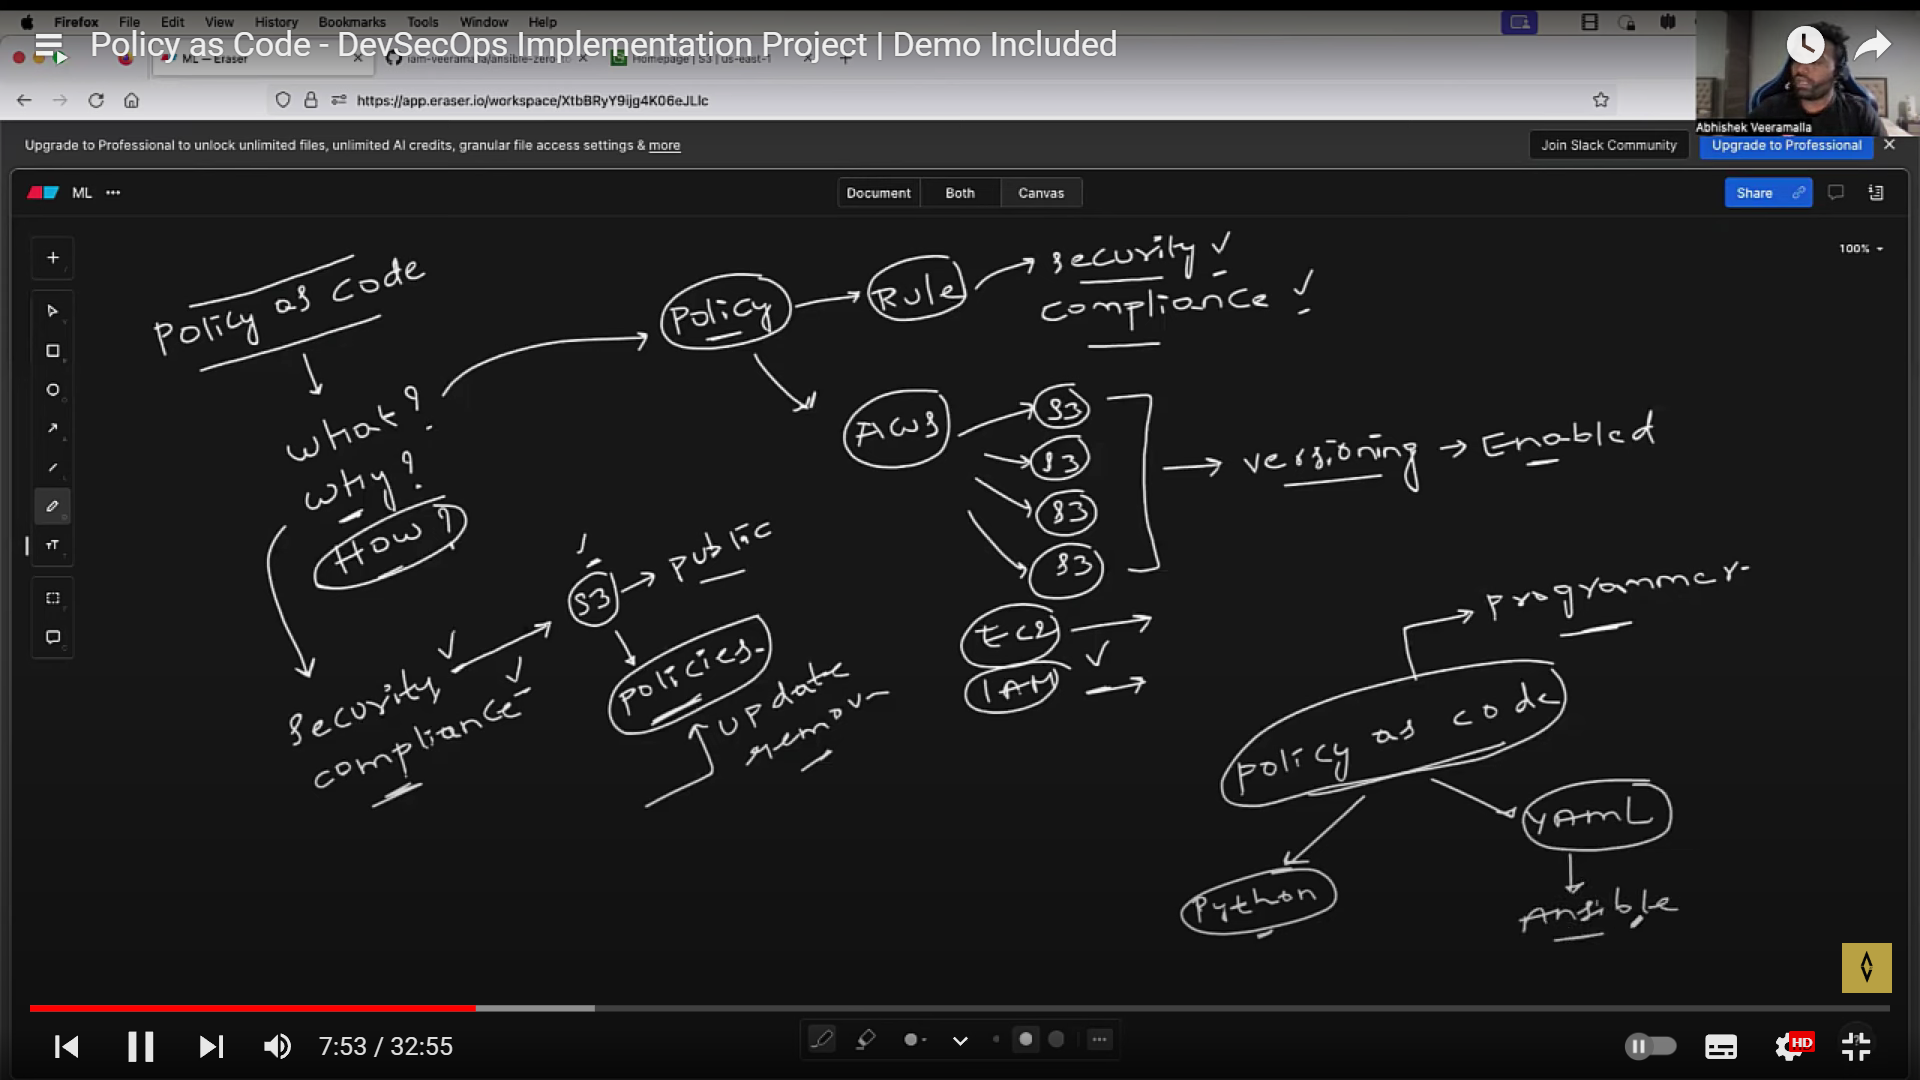 Firefox File Edit View History Bookmarks Tools Window Help
Policy as Code - DevSecOps Implementation Project | Demo Included
ML — Eraser
iam-veeramalla/ansible-zero-to
Homepage | S3 | us-east-1
https://app.eraser.io/workspace/XtbBRyY9ijg4K06eJLlc
Abhishek Veeramalla
Upgrade to Professional to unlock unlimited files, unlimited AI credits, granular file access settings & more
Join Slack Community
Upgrade to Professional
ML
Document Both Canvas
Share
100%
Policy as code
what?
why?
How?
Policy
Rule
security
compliance
AWS
S3
S3
S3
S3
versioning → Enabled
EC2
IAM
security
compliance
S3
public
policies
update
remov
programmer
policy as code
Python
YAML
Ansible
7:53 / 32:55
HD